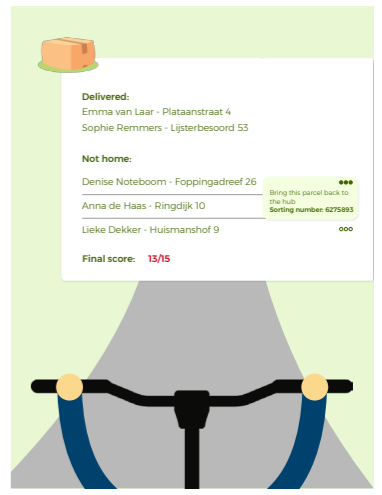 Delivered:
Emma van Laar - Plataanstraat 4
Sophie Remmers - Lijsterbesoord 53
Not home:
Denise Noteboom - Foppingadreef 26
Bring this parcel back to
the hub
Sorting number: 6275893
Anna de Haas - Ringdijk 10
Lieke Dekker - Huismanshof 9
Final score: 13/15